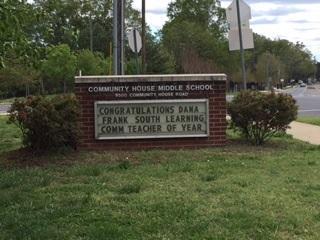 COMMUNITY HOUSE MIDDLE SCHOOL
9500 COMMUNITY HOUSE ROAD
CONGRATULATIONS DANA
FRANK SOUTH LEARNING
COMM TEACHER OF YEAR